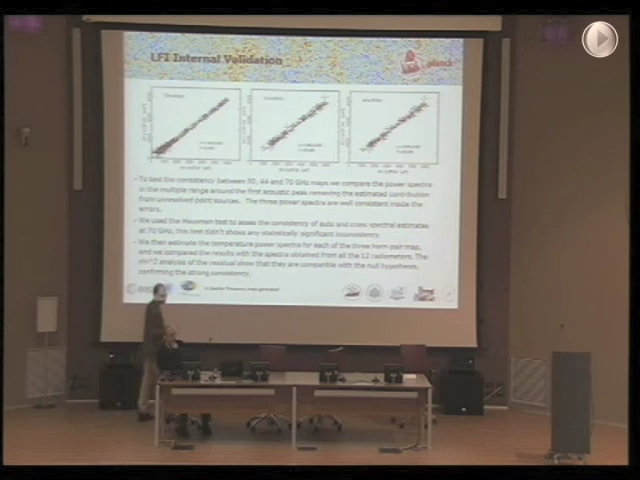 LFI Internal Validation
planck
- To test the consistency between 30, 44 and 70 GHz maps we compare the power spectra
in the multiple range around the first acoustic peak removing the estimated contribution
from unresolved point sources. The three power spectra are well consistent inside the
errors.
- We used the Hausman test to assess the consistency of auto and cross spectral estimates
at 70 GHz, this test didn't shows any statistically significant inconsistency.
- We then estimate the temperature power spectra for each of the three horn-pair map,
and we compared the results with the spectra obtained from all the 12 radiometers. The
chi^2 analysis of the residual show that they are compatible with the null hypothesis,
confirming the strong consistency.